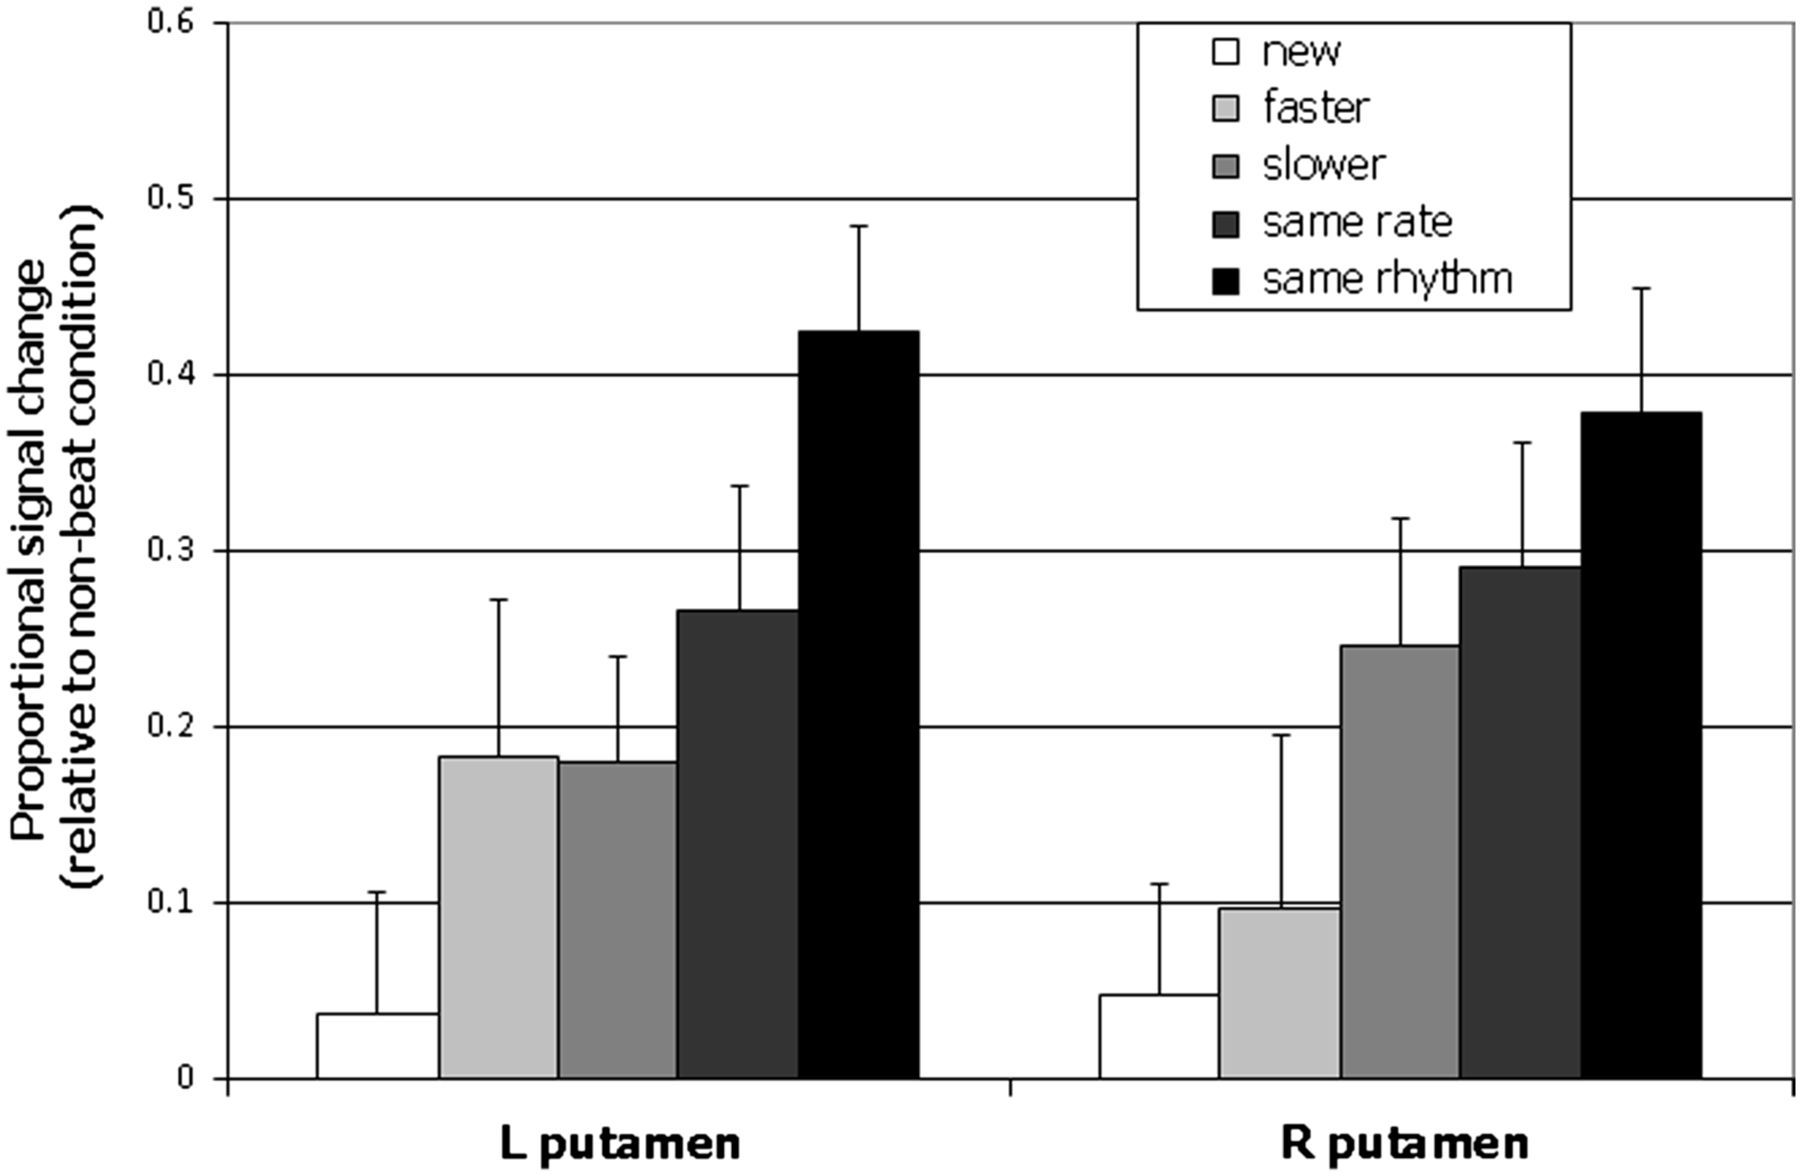 Proportional signal change
(relative to non-beat condition)
0.6
0.5
0.4
0.3
0.2
0.1
0
new
faster
slower
same rate
same rhythm
L putamen
R putamen